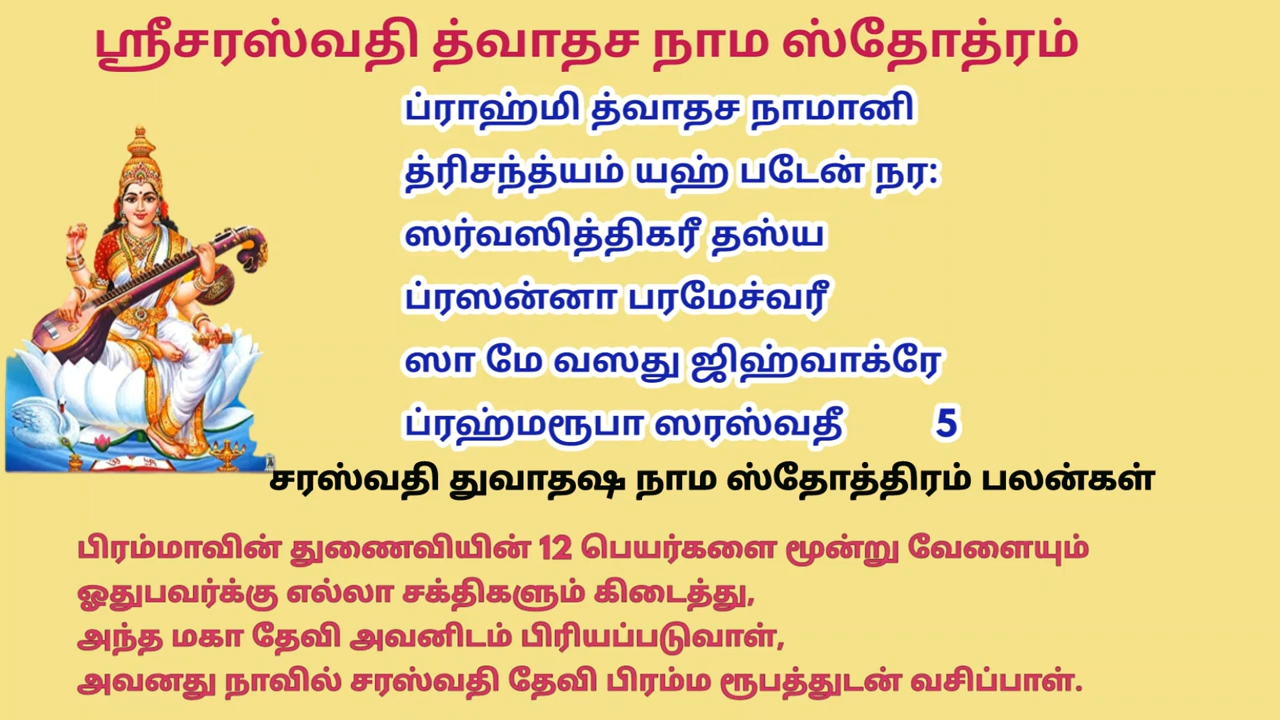 ஸ்ரீசரஸ்வதி த்வாதச நாம ஸ்தோத்ரம்
ப்ராஹ்மி த்வாதச நாமானி
த்ரிசந்த்யம் யஹ் படேன் நர:
ஸர்வஸித்திகரீ தஸ்ய
ப்ரஸன்னா பரமேச்வரீ
ஸா மே வஸது ஜிஹ்வாக்ரே
ப்ரஹ்மரூபா ஸரஸ்வதீ 5
சரஸ்வதி துவாதஷ நாம ஸ்தோத்திரம் பலன்கள்
பிரம்மாவின் துணைவியின் 12 பெயர்களை மூன்று வேளையும்
ஓதுபவர்க்கு எல்லா சக்திகளும் கிடைத்து,
அந்த மகா தேவி அவனிடம் பிரியப்படுவாள்,
அவனது நாவில் சரஸ்வதி தேவி பிரம்ம ரூபத்துடன் வசிப்பாள்.